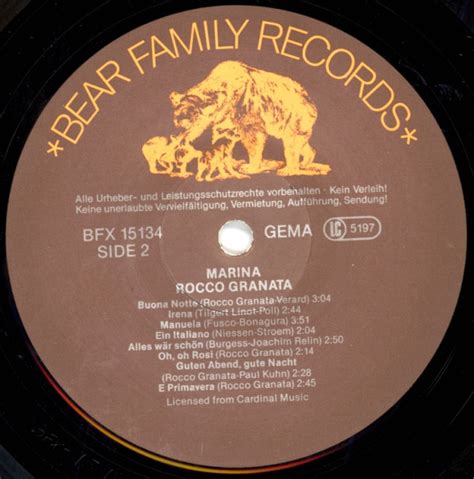 *BEAR FAMILY RECORDS*
Alle Urheber- und Leistungsschutzrechte vorbehalten · Kein Verleih!
Keine unerlaubte Vervielfältigung, Vermietung, Aufführung, Sendung!
BFX 15134 GEMA LC 5197
SIDE 2
MARINA
ROCCO GRANATA
Buona Notte (Rocco Granata-Verard) 3:04
Irena (Tilgert Linot-Poll) 2:44
Manuela (Fusco-Bonagura) 3:51
Ein Italiano (Niessen-Stroem) 2:41
Alles wär schön (Burgess-Joachim Relin) 2:50
Oh, oh Rosi (Rocco Granata) 2:14
Guten Abend, gute Nacht
(Rocco Granata-Paul Kuhn) 2:28
E Primavera (Rocco Granata) 2:45
Licensed from Cardinal Music